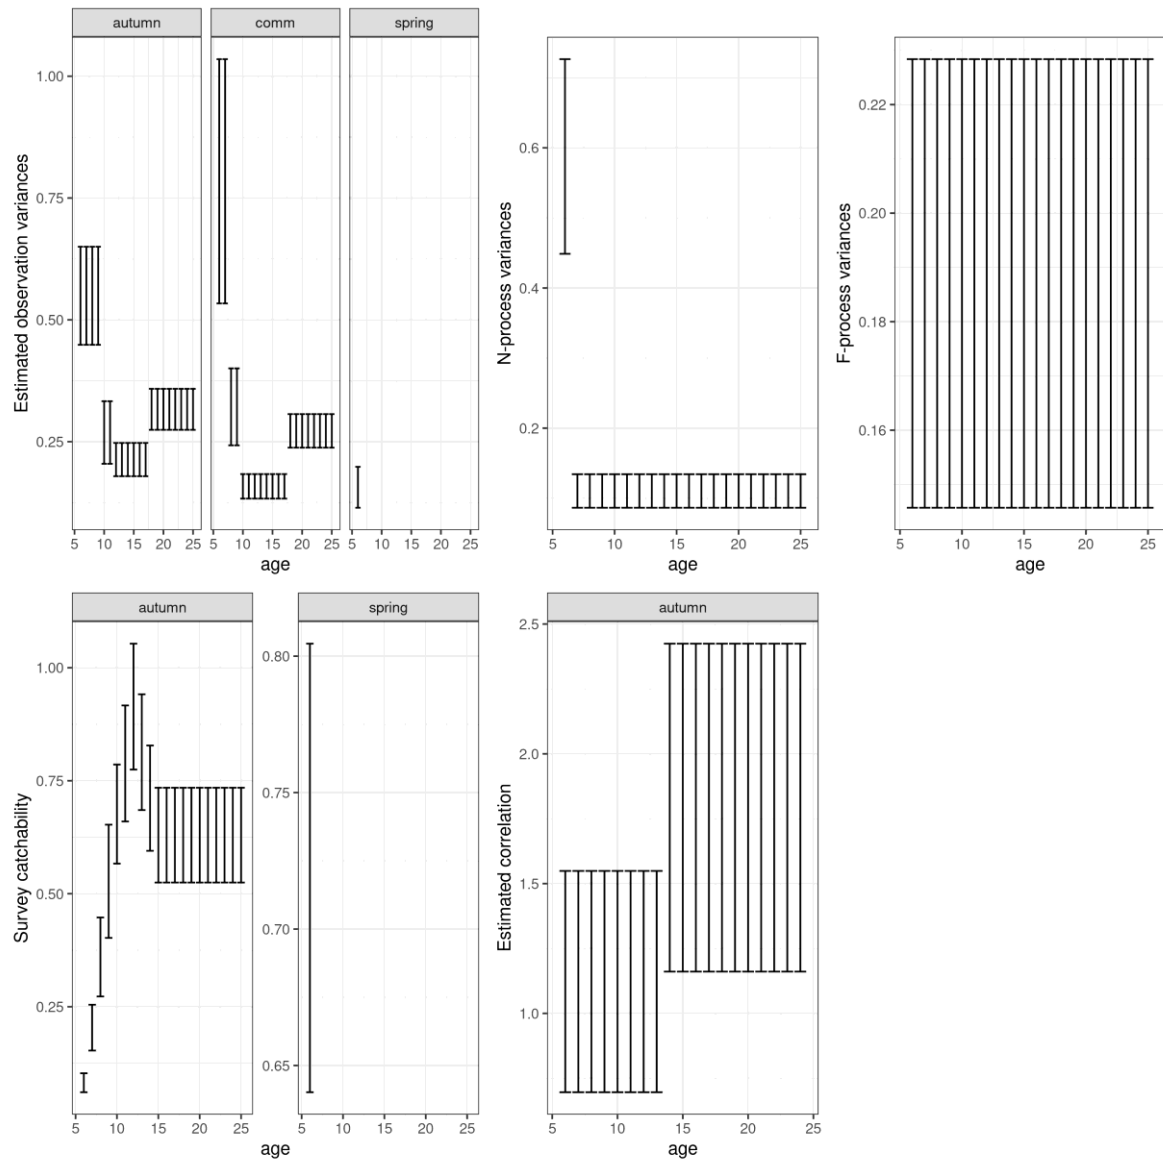 autumn comm spring
1.00
0.75
0.50
0.25
5 10 15 20 25 5 10 15 20 25 5 10 15 20 25
age
Estimated observation variances
0.6
0.4
0.2
5 10 15 20 25
age
N-process variances
0.22
0.20
0.18
0.16
5 10 15 20 25
age
F-process variances
autumn
1.00
0.75
0.50
0.25
5 10 15 20 25
spring
0.80
0.75
0.70
0.65
5 10 15 20 25
age
Survey catchability
autumn
2.5
2.0
1.5
1.0
5 10 15 20 25
age
Estimated correlation